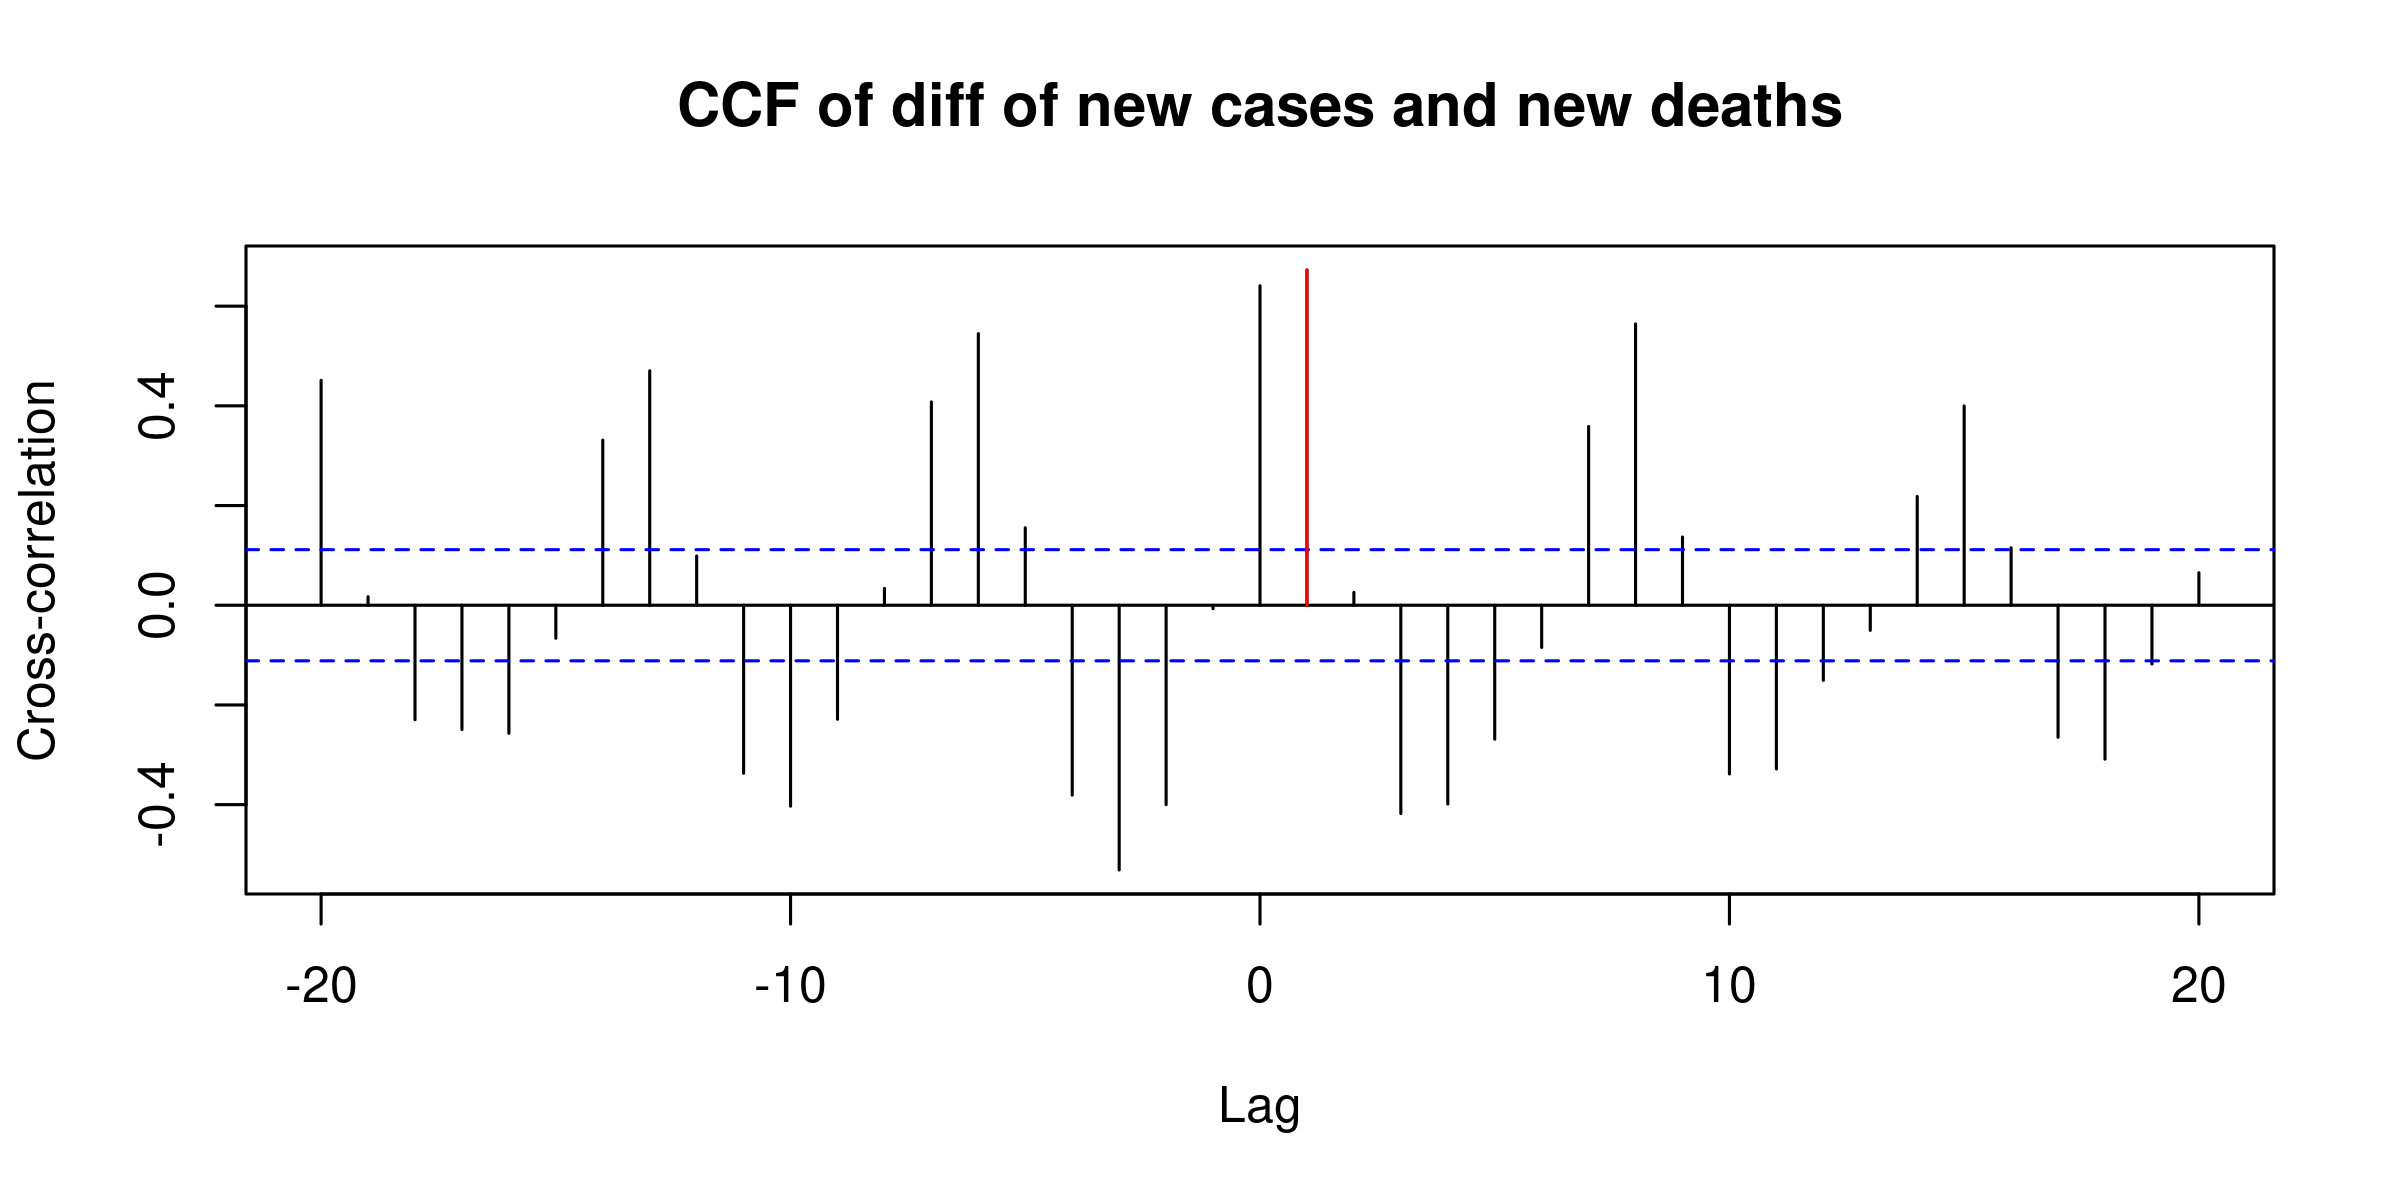 CCF of diff of new cases and new deaths
Cross-correlation
0.4
0.0
-0.4
-20 -10 0 10 20
Lag